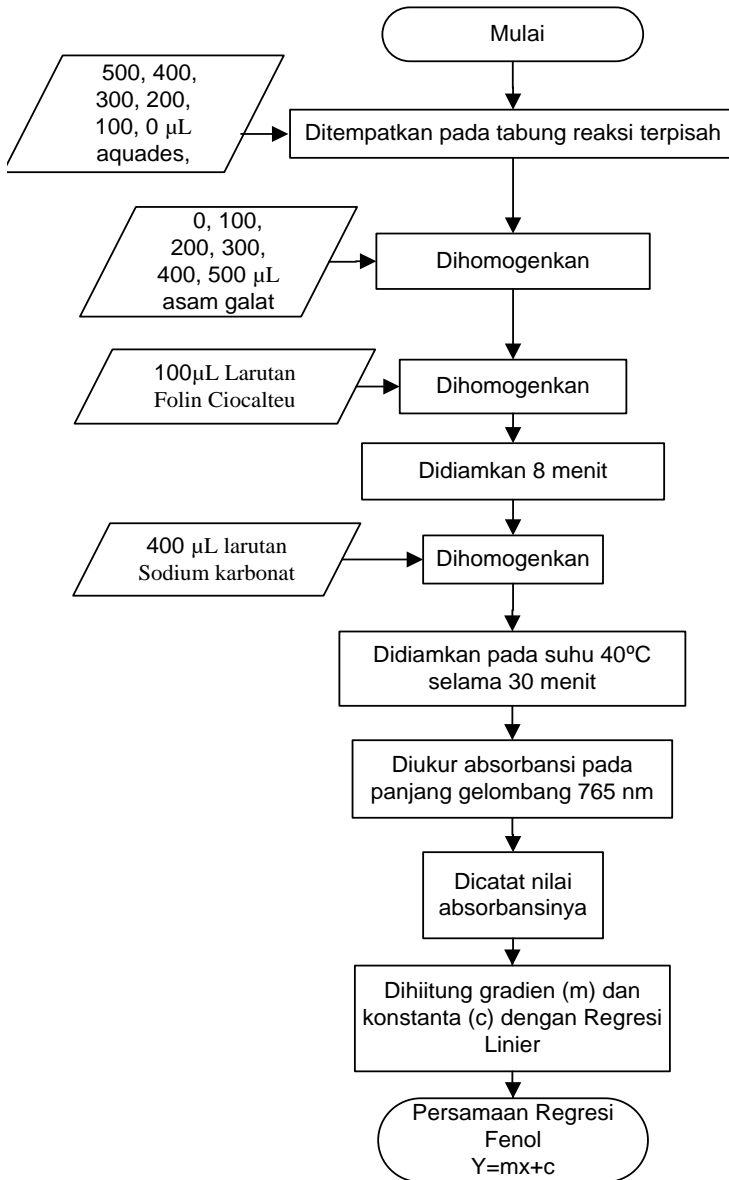 Mulai
500, 400,
300, 200,
100, 0 µL
aquades,
Ditempatkan pada tabung reaksi terpisah
0, 100,
200, 300,
400, 500 µL
asam galat
Dihomogenkan
100µL Larutan
Folin Ciocalteu
Dihomogenkan
Didiamkan 8 menit
400 µL larutan
Sodium karbonat
Dihomogenkan
Didiamkan pada suhu 40ºC
selama 30 menit
Diukur absorbansi pada
panjang gelombang 765 nm
Dicatat nilai
absorbansinya
Dihiitung gradien (m) dan
konstanta (c) dengan Regresi
Linier
Persamaan Regresi
Fenol
Y=mx+c